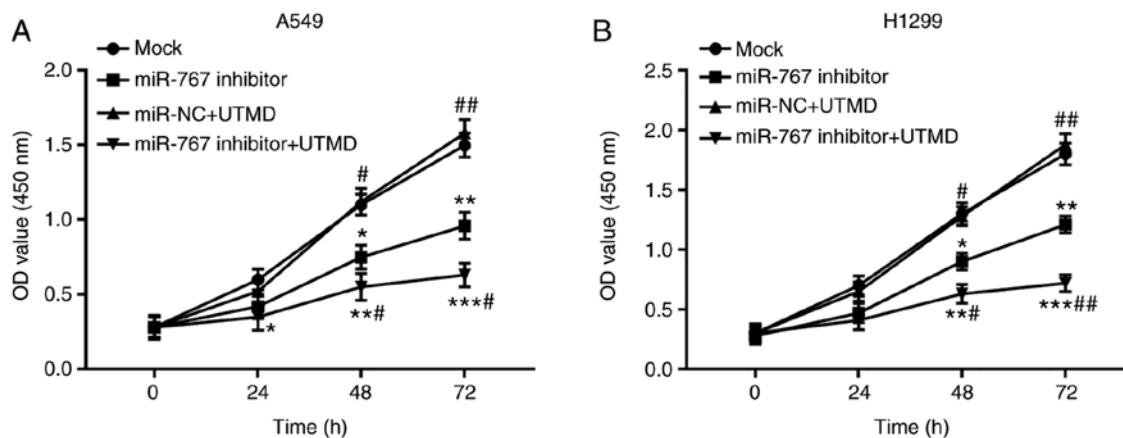 A
A549
Mock
miR-767 inhibitor
miR-NC+UTMD
miR-767 inhibitor+UTMD
OD value (450 nm)
2.0
1.5
1.0
0.5
0.0
##
#
**
*
*
**#
***#
0
24
48
72
Time (h)
B
H1299
Mock
miR-767 inhibitor
miR-NC+UTMD
miR-767 inhibitor+UTMD
OD value (450 nm)
2.5
2.0
1.5
1.0
0.5
0.0
##
#
**
*
**#
***##
0
24
48
72
Time (h)